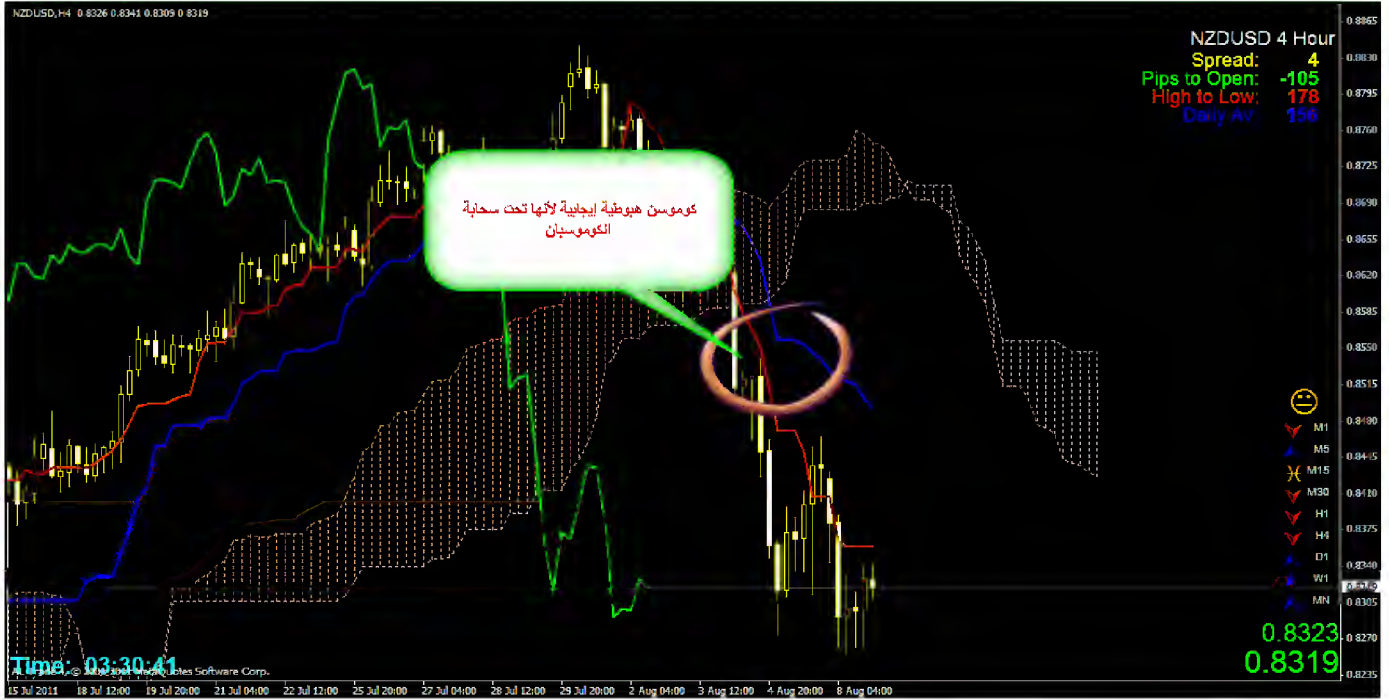 NZDUSD,H4 0.8326 0.8341 0.8309 0.8319
NZDUSD 4 Hour
Spread: 4
Pips to Open: -105
High to Low: 178
Daily Av: 156
كوموسن هبوطية إيجابية لأنها تحت سحابة
الكوموسبان
0.8865
0.8830
0.8795
0.8760
0.8725
0.8690
0.8655
0.8620
0.8585
0.8550
0.8515
0.8480
0.8445
0.8410
0.8375
0.8340
0.8305
0.8270
0.8235
M1
M5
M15
M30
H1
H4
D1
W1
MN
0.8323
0.8319
Time: 03:30:41
Quotes Software Corp.
15 Jul 2011 18 Jul 12:00 19 Jul 20:00 21 Jul 04:00 22 Jul 12:00 25 Jul 20:00 27 Jul 04:00 28 Jul 12:00 29 Jul 20:00 2 Aug 04:00 3 Aug 12:00 4 Aug 20:00 8 Aug 04:00